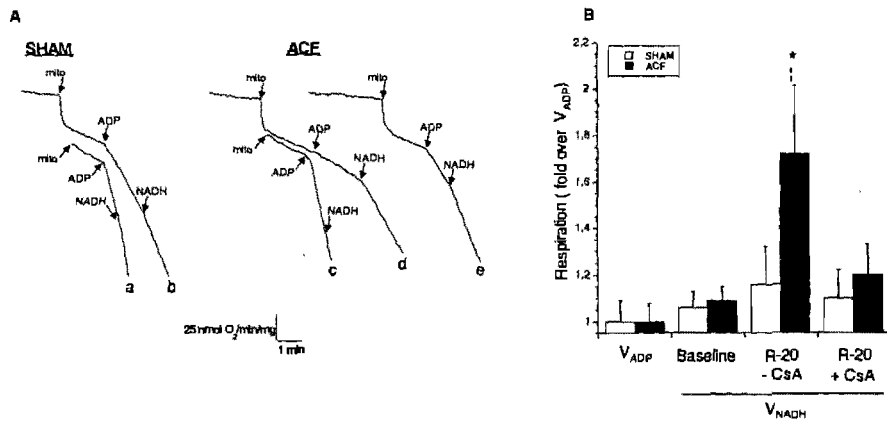 A
SHAM
mito
ADP
mito
ADP
NADH
NADH
a
b
ACF
mito
ADP
mito
ADP
NADH
NADH
c
d
mito
ADP
NADH
e
25 nmol O2/min/mg
1 min
B
Respiration ( fold over VADP)
2,2
2
1,8
1,6
1,4
1,2
1
SHAM
ACF
*
VADP
Baseline
R-20
- CsA
R-20
+ CsA
VNADH